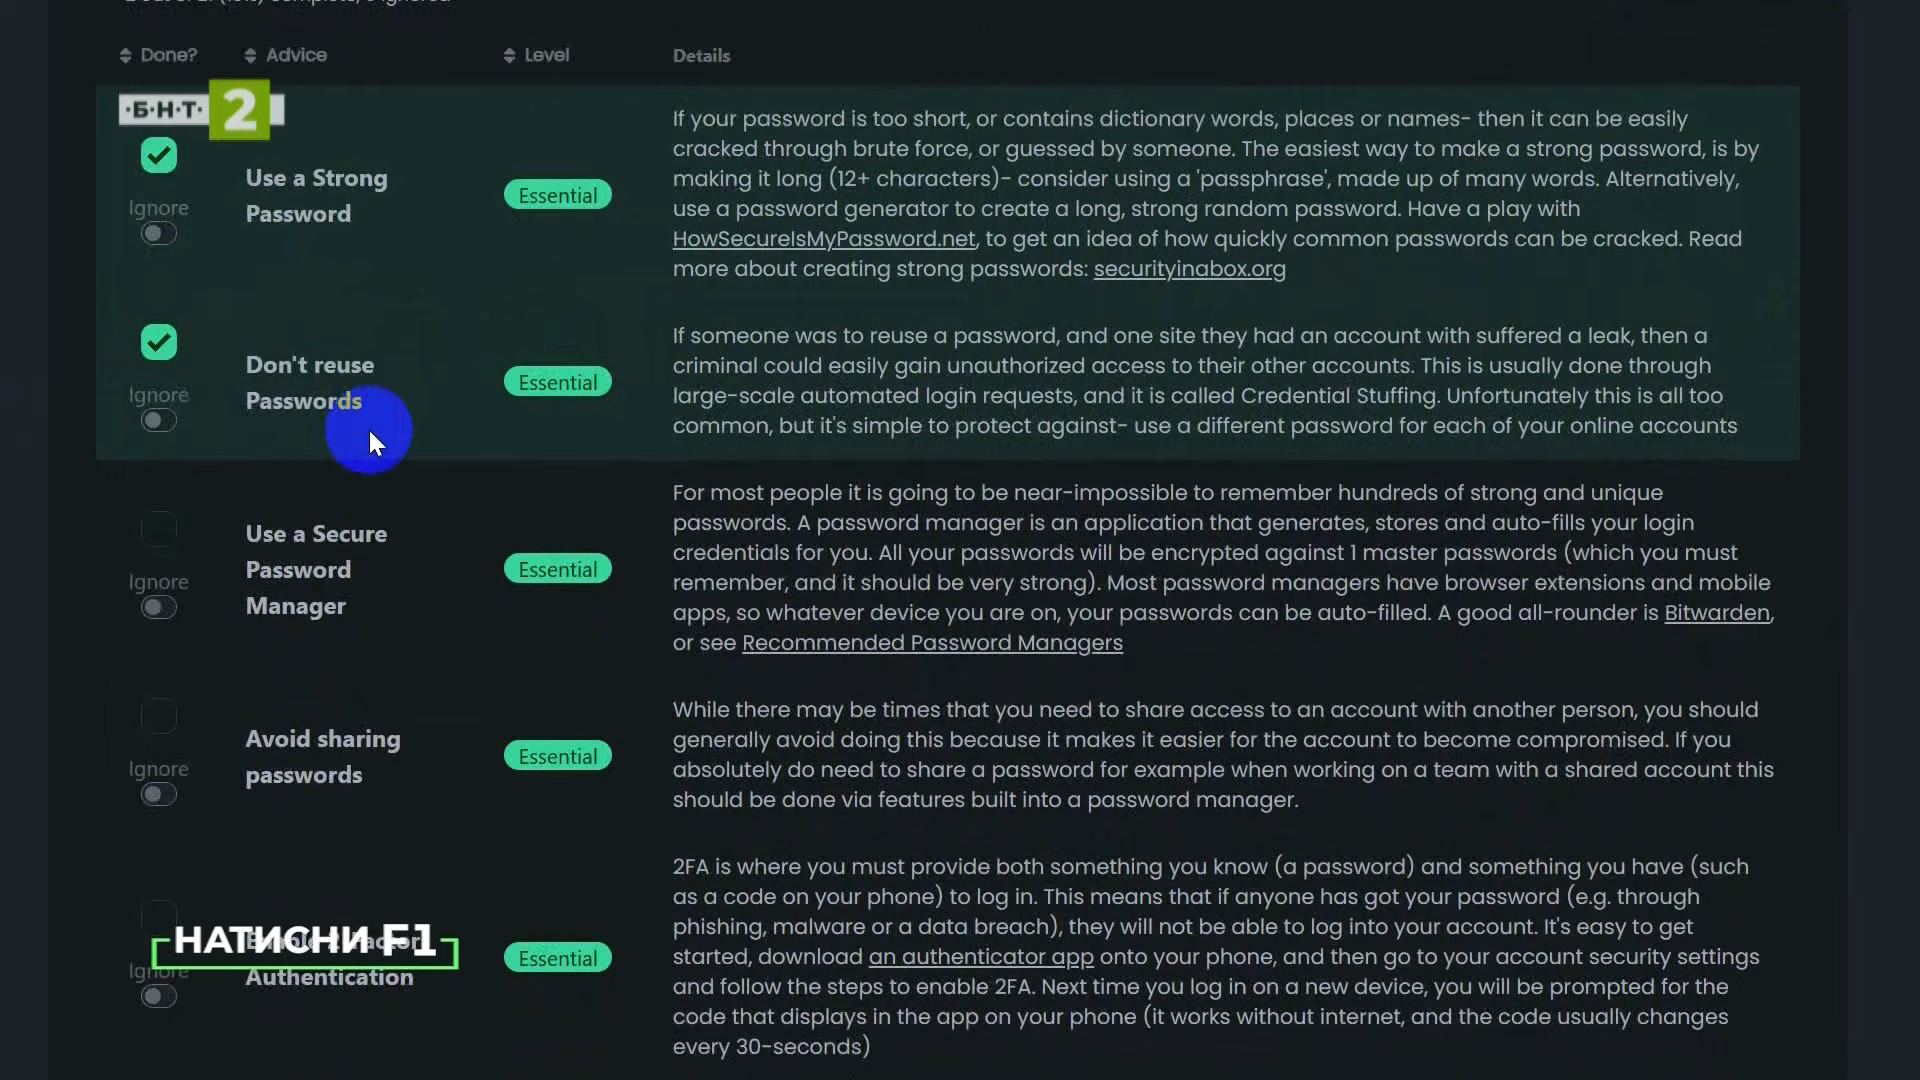 Done?
Advice
Level
Details
·Б·Н·Т· 2
Ignore
Use a Strong
Password
Essential
If your password is too short, or contains dictionary words, places or names- then it can be easily
cracked through brute force, or guessed by someone. The easiest way to make a strong password, is by
making it long (12+ characters)- consider using a 'passphrase', made up of many words. Alternatively,
use a password generator to create a long, strong random password. Have a play with
HowSecureIsMyPassword.net, to get an idea of how quickly common passwords can be cracked. Read
more about creating strong passwords: securityinabox.org
Ignore
Don't reuse
Passwords
Essential
If someone was to reuse a password, and one site they had an account with suffered a leak, then a
criminal could easily gain unauthorized access to their other accounts. This is usually done through
large-scale automated login requests, and it is called Credential Stuffing. Unfortunately this is all too
common, but it's simple to protect against- use a different password for each of your online accounts
Ignore
Use a Secure
Password
Manager
Essential
For most people it is going to be near-impossible to remember hundreds of strong and unique
passwords. A password manager is an application that generates, stores and auto-fills your login
credentials for you. All your passwords will be encrypted against 1 master passwords (which you must
remember, and it should be very strong). Most password managers have browser extensions and mobile
apps, so whatever device you are on, your passwords can be auto-filled. A good all-rounder is Bitwarden,
or see Recommended Password Managers
Ignore
Avoid sharing
passwords
Essential
While there may be times that you need to share access to an account with another person, you should
generally avoid doing this because it makes it easier for the account to become compromised. If you
absolutely do need to share a password for example when working on a team with a shared account this
should be done via features built into a password manager.
НАТИСНИ F1
Ignore
Authentication
Essential
2FA is where you must provide both something you know (a password) and something you have (such
as a code on your phone) to log in. This means that if anyone has got your password (e.g. through
phishing, malware or a data breach), they will not be able to log into your account. It's easy to get
started, download an authenticator app onto your phone, and then go to your account security settings
and follow the steps to enable 2FA. Next time you log in on a new device, you will be prompted for the
code that displays in the app on your phone (it works without internet, and the code usually changes
every 30-seconds)